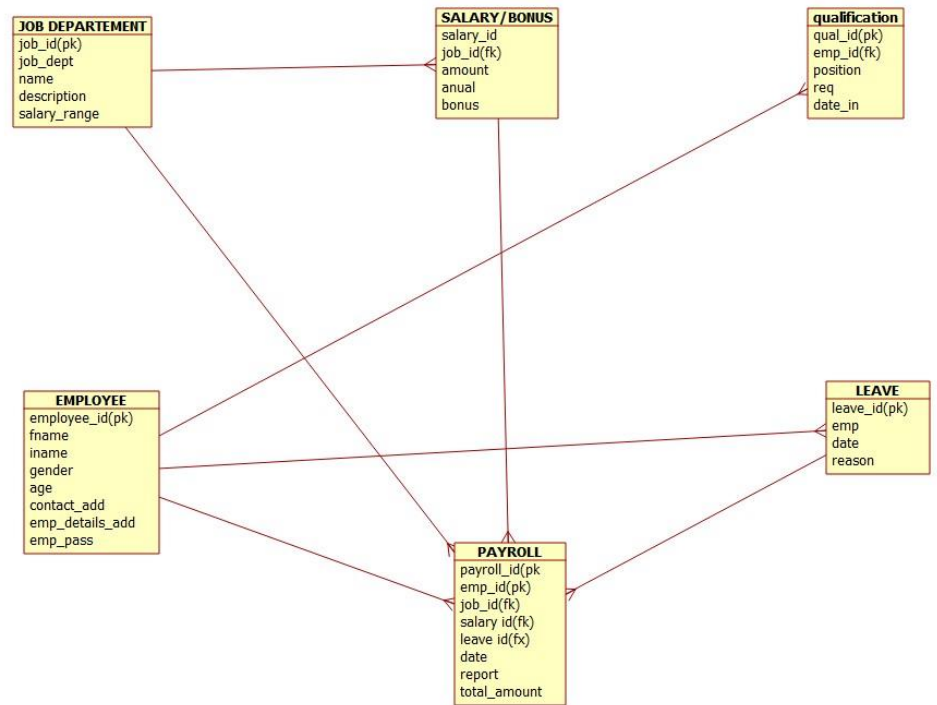 JOB DEPARTEMENT
job_id(pk)
job_dept
name
description
salary_range
SALARY/BONUS
salary_id
job_id(fk)
amount
anual
bonus
qualification
qual_id(pk)
emp_id(fk)
position
req
date_in
EMPLOYEE
employee_id(pk)
fname
iname
gender
age
contact_add
emp_details_add
emp_pass
LEAVE
leave_id(pk)
emp
date
reason
PAYROLL
payroll_id(pk
emp_id(pk)
job_id(fk)
salary id(fk)
leave id(fx)
date
report
total_amount